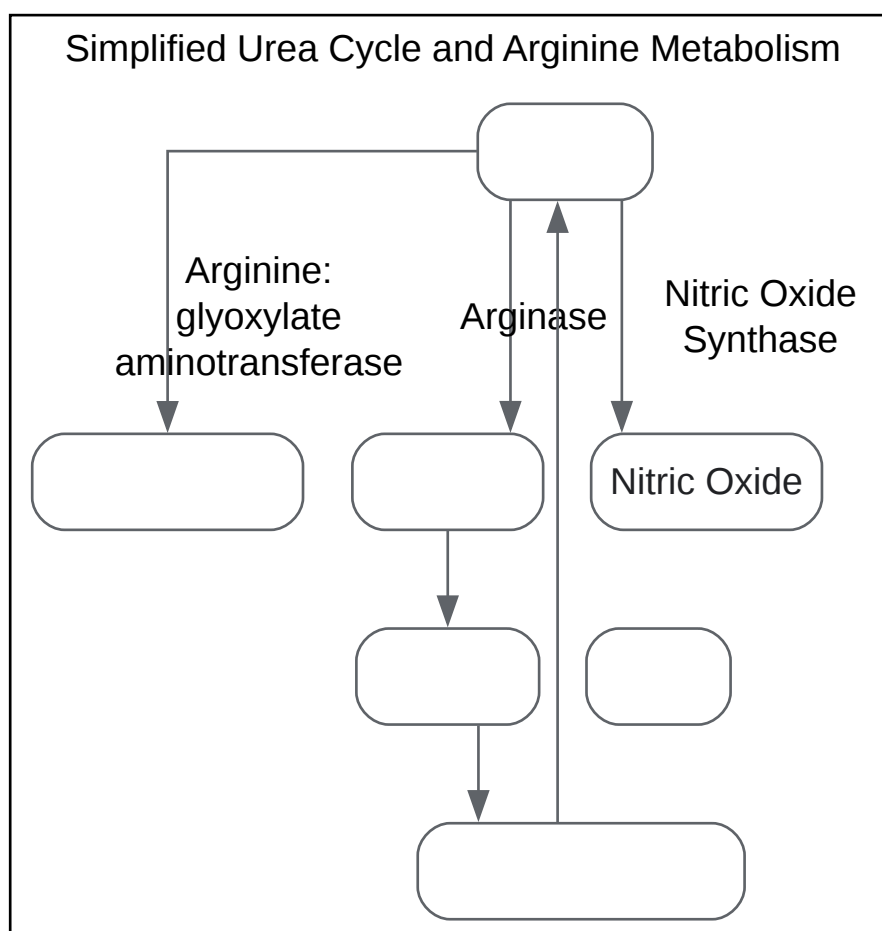 Simplified Urea Cycle and Arginine Metabolism
Arginine:
glyoxylate
aminotransferase
Arginase
Nitric Oxide
Synthase
Nitric Oxide